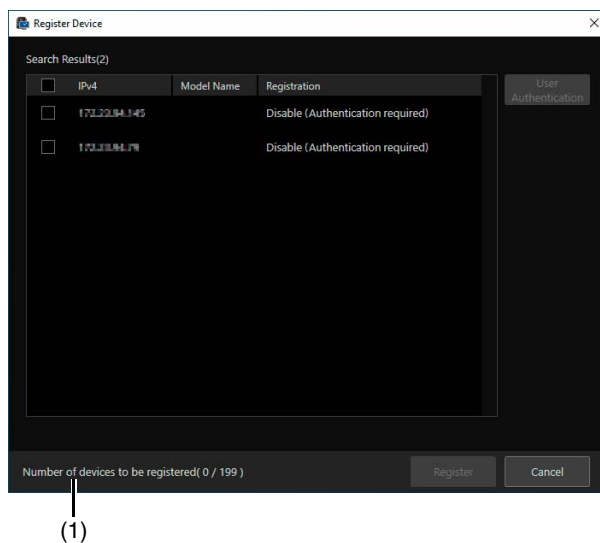 Register Device
Search Results(2)
IPv4 Model Name Registration
User
Authentication
Disable (Authentication required)
Disable (Authentication required)
Number of devices to be registered( 0 / 199 )
Register Cancel
(1)